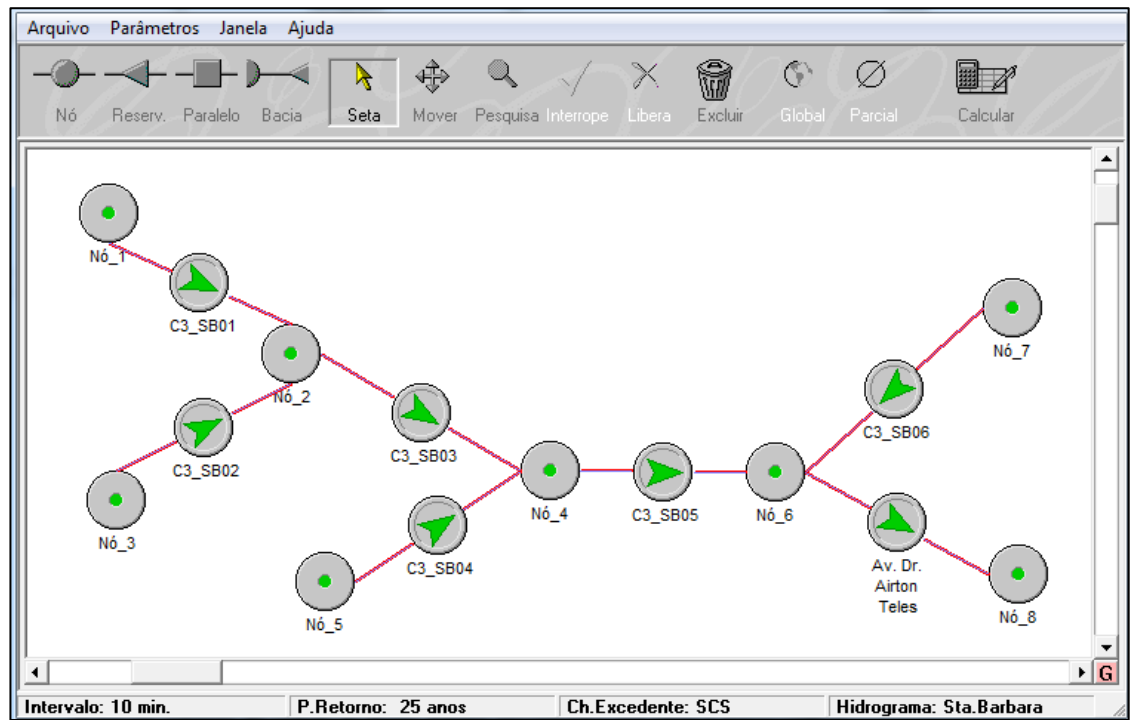 Arquivo Parâmetros Janela Ajuda
Nó Reserv. Paralelo Bacia Seta Mover Pesquisa Interrope Libera Excluir Global Parcial Calcular
Nó_1
C3_SB01
Nó_2
C3_SB02
Nó_3
C3_SB03
C3_SB04
Nó_5
Nó_4
C3_SB05
Nó_6
Nó_7
C3_SB06
Av. Dr.
Airton
Teles
Nó_8
G
Intervalo: 10 min. P.Retorno: 25 anos Ch.Excedente: SCS Hidrograma: Sta.Barbara